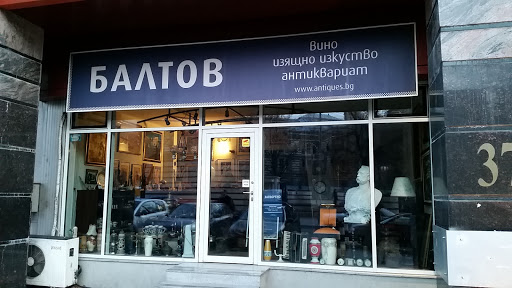 БАЛТОВ
вино
изящно изкуство
антиквариат
www.antiques.bg
37